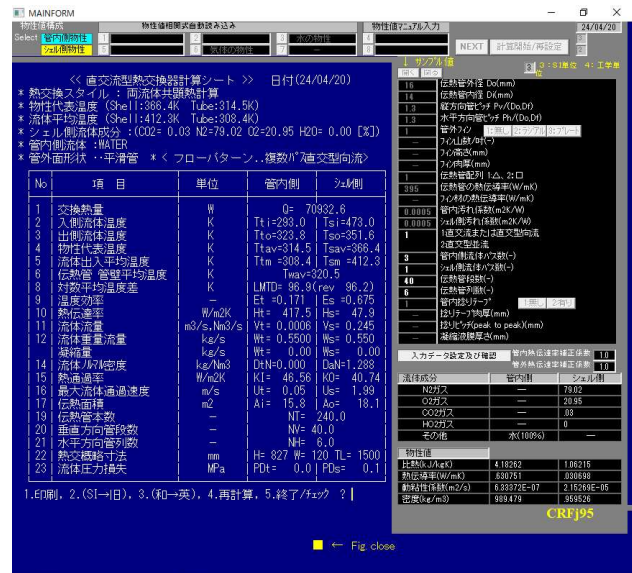 MAINFORM
物性値構成 物性値相関式自動読み込み 物性値マニュアル入力 24/04/20
Select 管内側物性 1 2 3 水の物性 4
シェル側物性 5 6 気体の物性 7 － 8 NEXT 計算開始/再設定
↓ サンプル値 3 3：SI単位 4：工学単位
<< 直交流型熱交換器計算シート >> 日付(24/04/20)
* 熱交換スタイル : 両流体共顕熱計算
* 物性代表温度 (Shell:366.4K Tube:314.5K)
* 流体平均温度 (Shell:412.3K Tube:308.4K)
* シェル側流体成分 :(CO2= 0.03 N2=79.02 O2=20.95 H2O= 0.00 [%])
* 管内側流体 :WATER
* 管外面形状 ・・平滑管 *< フローパターン..複数パス直交型向流>
No 項 目 単位 管内側 シェル側
1 交換熱量 W Q= 70932.6
2 入側流体温度 K Tti=293.0 Tsi=473.0
3 出側流体温度 K Tto=323.8 Tso=351.6
4 物性代表温度 K Ttav=314.5 Tsav=366.4
5 流体出入平均温度 K Ttm =308.4 Tsm =412.3
6 伝熱管 管壁平均温度 K Twav=320.5
8 対数平均温度差 K LMTD= 96.9(rev 96.2)
9 温度効率 － Et =0.171 Es =0.675
10 熱伝達率 W/m2K Ht= 417.5 Hs= 47.9
11 流体流量 m3/s,Nm3/s Vt= 0.0006 Vs= 0.245
12 流体重量流量 kg/s Wt= 0.5500 Ws= 0.550
凝縮量 kg/s Wt= 0.00 Ws= 0.00
14 流体ノルマル密度 kg/Nm3 DtN=0.000 DaN=1.288
15 熱通過率 W/m2K KI= 46.56 KO= 40.74
16 最大流体通過速度 m/s Ut= 0.05 Us= 1.99
17 伝熱面積 m2 Ai= 15.8 Ao= 18.1
19 伝熱管本数 － NT= 240.0
20 垂直方向管段数 － NV= 40.0
21 水平方向管列数 － NH= 6.0
22 熱交概略寸法 mm H= 827 W= 120 TL= 1500
23 流体圧力損失 MPa PDt= 0.0 PDs= 0.1
1.印刷, 2.(SI→旧), 3.(和→英), 4.再計算, 5.終了/チェック ?
16 伝熱管外径 Do(mm)
14 伝熱管内径 Di(mm)
1.3 縦方向管ピッチ Pv/(Do,Df)
1.3 水平方向管ピッチ Ph/(Do,Df)
1 管外フィン 1:無し 2:ラジアル 3:プレート
－ フィン山数/吋(-)
－ フィン高さ(mm)
－ フィン肉厚(mm)
1 伝熱管配列 1:△, 2:□
395 伝熱管の熱伝導率(W/mK)
－ フィン材の熱伝導率(W/mK)
0.0005 管内汚れ係数(m2K/W)
0.0005 シェル側汚れ係数(m2K/W)
1 1直交流または直交型向流
2直交型並流
3 管内側流体パス数(-)
1 シェル側流体パス数(-)
40 伝熱管段数(-)
6 伝熱管列数(-)
1 管内捻りテープ 1:無し 2:有り
－ 捻りテープ肉厚(mm)
－ 捻りピッチ(peak to peak)(mm)
－ 凝縮液膜厚さ(mm)
入力データ設定及び確認 管内熱伝達率補正係数 1.0
管外熱伝達率補正係数 1.0
流体成分 管内側 シェル側
N2ガス － 79.02
O2ガス － 20.95
CO2ガス － .03
HO2ガス － 0
その他 水(100%) －
物性値
比熱(kJ/kgK) 4.18262 1.06215
熱伝導率(W/mK) .630751 .030698
動粘性係数(m2/s) 6.33372E-07 2.15269E-05
密度(kg/m3) 989.479 .959526
CRFj95
← Fig. close